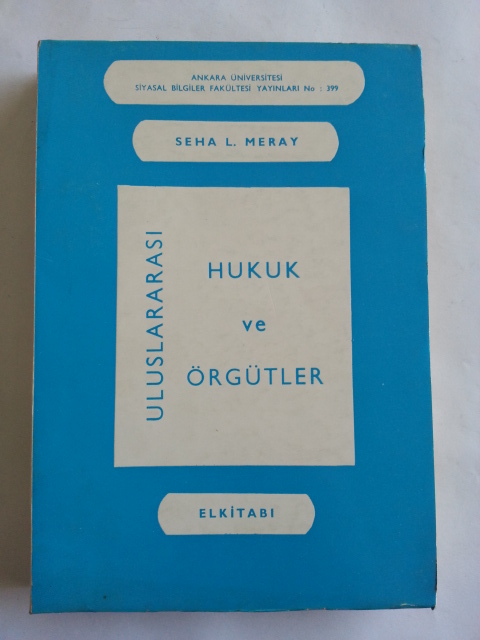 ANKARA ÜNİVERSİTESİ
SİYASAL BİLGİLER FAKÜLTESİ YAYINLARI No : 399
SEHA L. MERAY
ULUSLARARASI
HUKUK
ve
ÖRGÜTLER
ELKİTABI